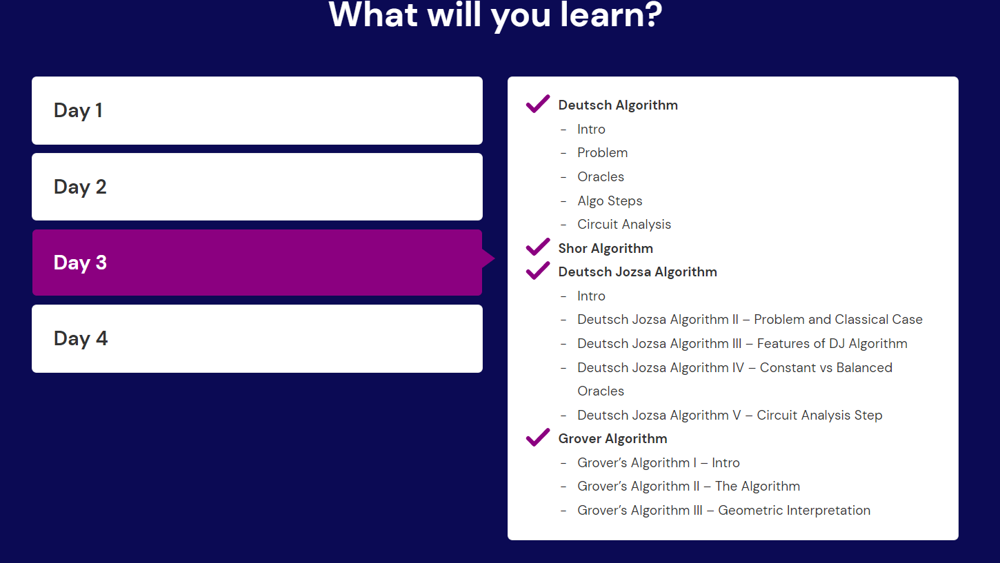 What will you learn?
Day 1
Day 2
Day 3
Day 4
Deutsch Algorithm
- Intro
- Problem
- Oracles
- Algo Steps
- Circuit Analysis
Shor Algorithm
Deutsch Jozsa Algorithm
- Intro
- Deutsch Jozsa Algorithm II – Problem and Classical Case
- Deutsch Jozsa Algorithm III – Features of DJ Algorithm
- Deutsch Jozsa Algorithm IV – Constant vs Balanced
Oracles
- Deutsch Jozsa Algorithm V – Circuit Analysis Step
Grover Algorithm
- Grover’s Algorithm I – Intro
- Grover’s Algorithm II – The Algorithm
- Grover’s Algorithm III – Geometric Interpretation